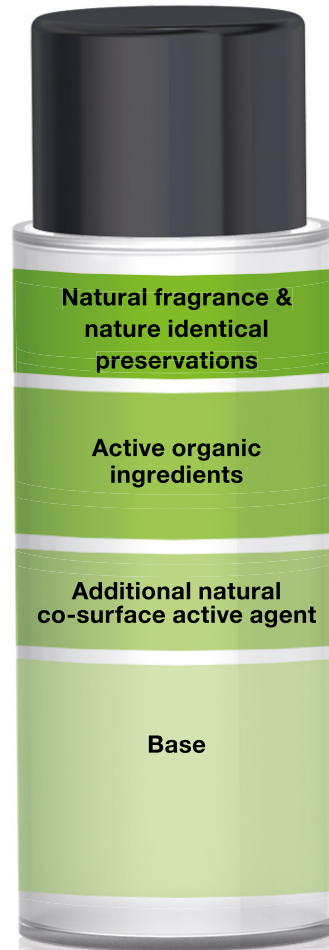 Natural fragrance &
nature identical
preservations
Active organic
ingredients
Additional natural
co-surface active agent
Base